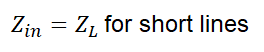 Z_in = Z_L for short lines